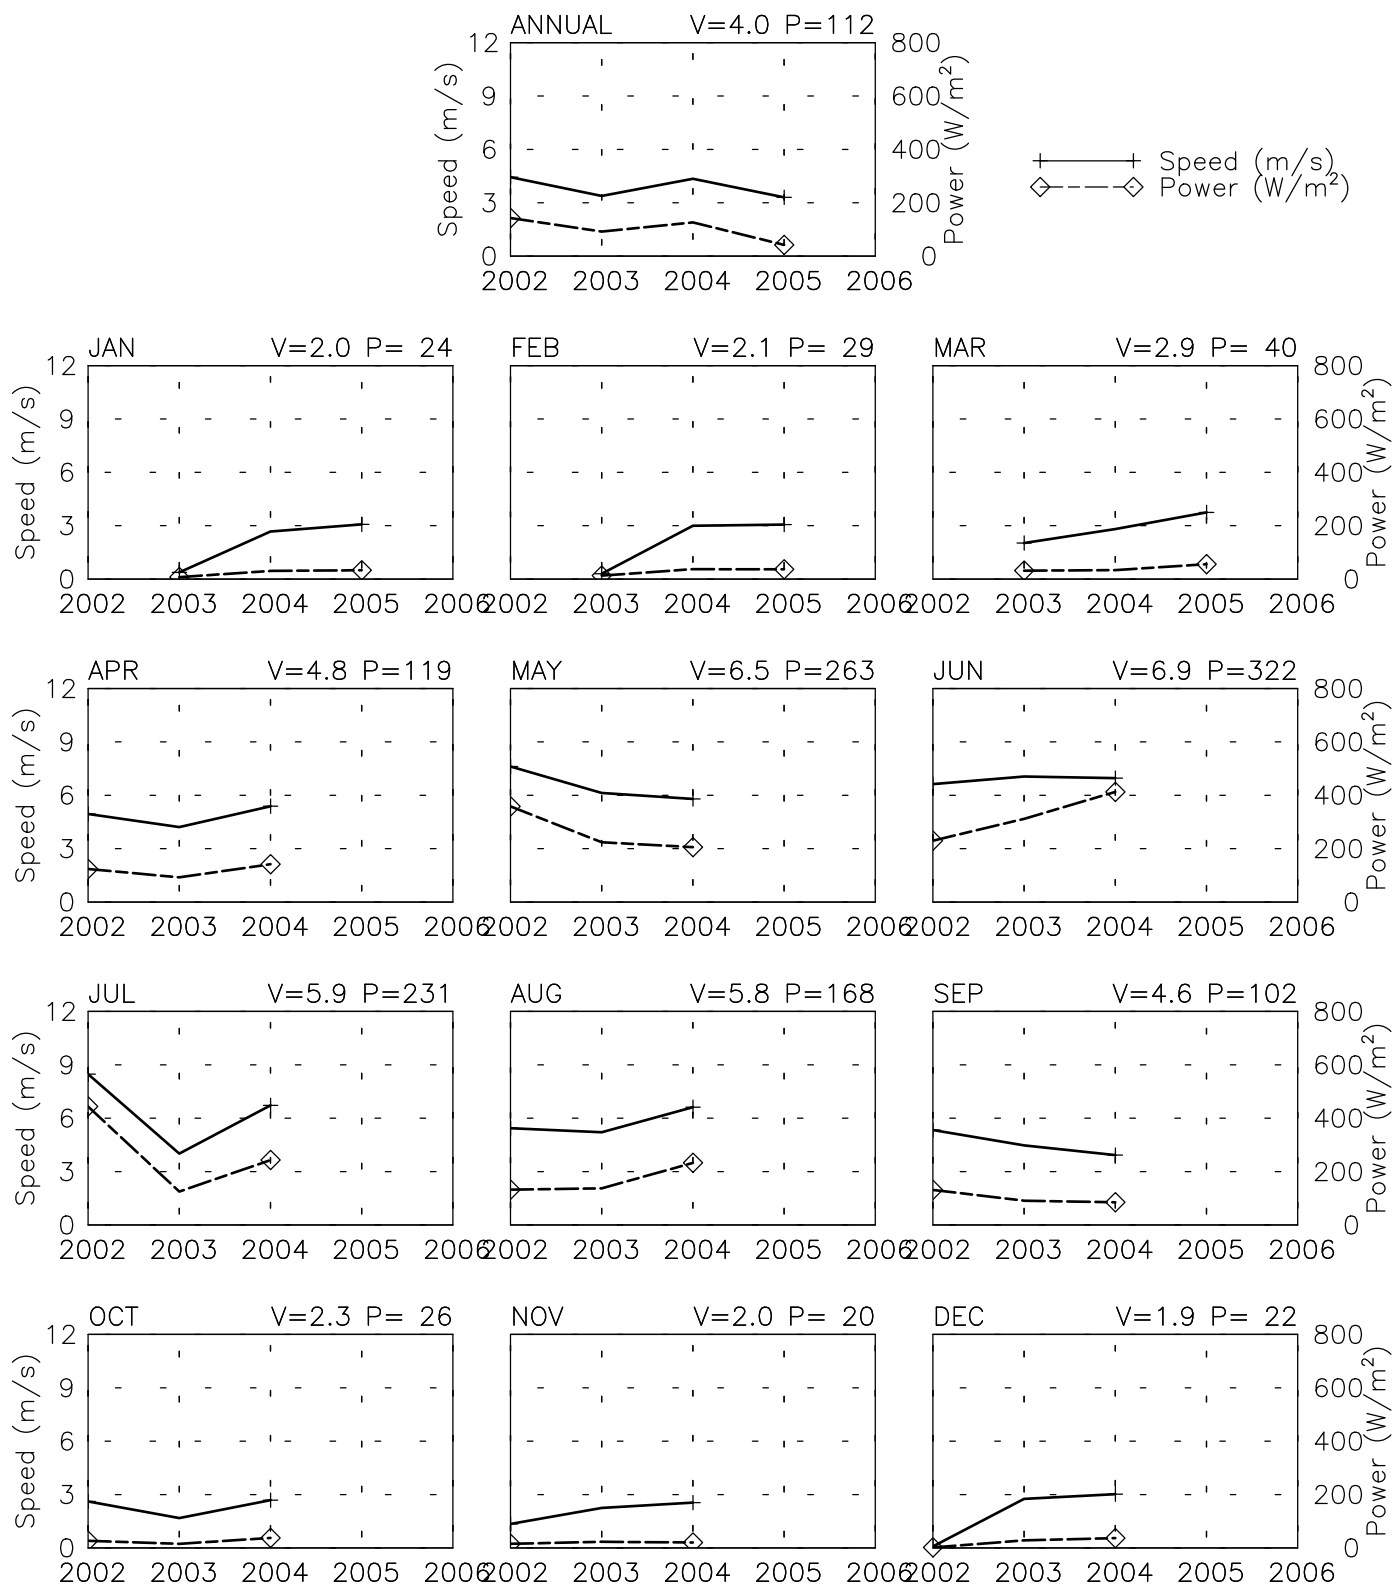 ANNUAL V=4.0 P=112
12 800
9 600
6 400
3 200
0 0
Speed (m/s)
Power (W/m²)
2002 2003 2004 2005 2006
Speed (m/s)
Power (W/m²)
JAN V=2.0 P= 24 FEB V=2.1 P= 29 MAR V=2.9 P= 40
12 800
9 600
6 400
3 200
0 0
Speed (m/s)
Power (W/m²)
2002 2003 2004 2005 2006 2002 2003 2004 2005 2006 2002 2003 2004 2005 2006
APR V=4.8 P=119 MAY V=6.5 P=263 JUN V=6.9 P=322
12 800
9 600
6 400
3 200
0 0
Speed (m/s)
Power (W/m²)
2002 2003 2004 2005 2006 2002 2003 2004 2005 2006 2002 2003 2004 2005 2006
JUL V=5.9 P=231 AUG V=5.8 P=168 SEP V=4.6 P=102
12 800
9 600
6 400
3 200
0 0
Speed (m/s)
Power (W/m²)
2002 2003 2004 2005 2006 2002 2003 2004 2005 2006 2002 2003 2004 2005 2006
OCT V=2.3 P= 26 NOV V=2.0 P= 20 DEC V=1.9 P= 22
12 800
9 600
6 400
3 200
0 0
Speed (m/s)
Power (W/m²)
2002 2003 2004 2005 2006 2002 2003 2004 2005 2006 2002 2003 2004 2005 2006